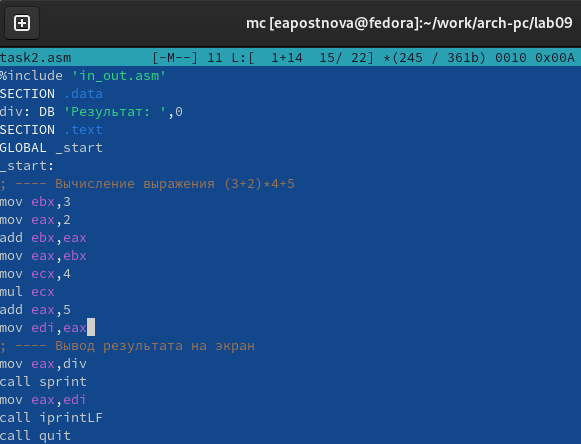 mc [eapostnova@fedora]:~/work/arch-pc/lab09
task2.asm [-M--] 11 L:[ 1+14 15/ 22] *(245 / 361b) 0010 0x00A
%include 'in_out.asm'
SECTION .data
div: DB 'Результат: ',0
SECTION .text
GLOBAL _start
_start:
; ---- Вычисление выражения (3+2)*4+5
mov ebx,3
mov eax,2
add ebx,eax
mov eax,ebx
mov ecx,4
mul ecx
add eax,5
mov edi,eax
; ---- Вывод результата на экран
mov eax,div
call sprint
mov eax,edi
call iprintLF
call quit